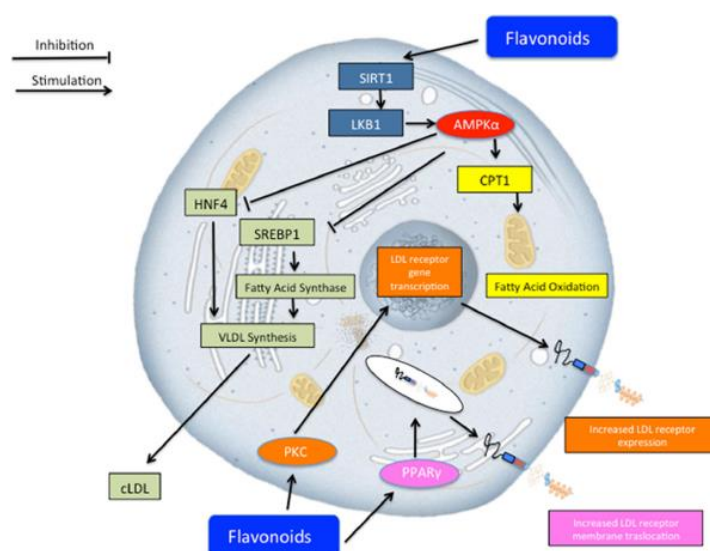 Flavonoids
Inhibition
Stimulation
SIRT1
LKB1
AMPKα
CPT1
HNF4
SREBP1
LDL receptor
gene
transcription
Fatty Acid Synthase
Fatty Acid Oxidation
VLDL Synthesis
PKC
PPARγ
Increased LDL receptor
expression
cLDL
Flavonoids
Increased LDL receptor
membrane traslocation